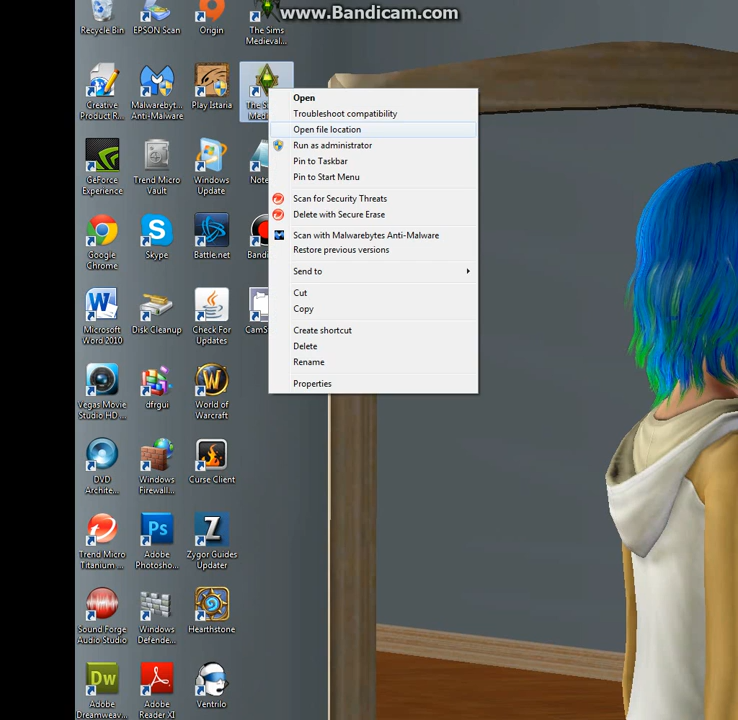 www.Bandicam.com
Recycle Bin
EPSON Scan
Origin
The Sims
Medieval...
Creative
Product R...
Malwarebyt...
Anti-Malware
Play Istaria
Open
Troubleshoot compatibility
Open file location
Run as administrator
Pin to Taskbar
Pin to Start Menu
Scan for Security Threats
Delete with Secure Erase
Scan with Malwarebytes Anti-Malware
Restore previous versions
Send to
Cut
Copy
Create shortcut
Delete
Rename
Properties
GeForce
Experience
Trend Micro
Vault
Windows
Update
Google
Chrome
Skype
Battle.net
Microsoft
Word 2010
Disk Cleanup
Check For
Updates
Vegas Movie
Studio HD ...
dfrgui
World of
Warcraft
DVD
Archite...
Windows
Firewall...
Curse Client
Trend Micro
Titanium ...
Ps
Adobe
Photosho...
Z
Zygor Guides
Updater
Sound Forge
Audio Studio
Windows
Defende...
Hearthstone
Dw
Adobe
Dreamweav...
Adobe
Reader XI
Ventrilo